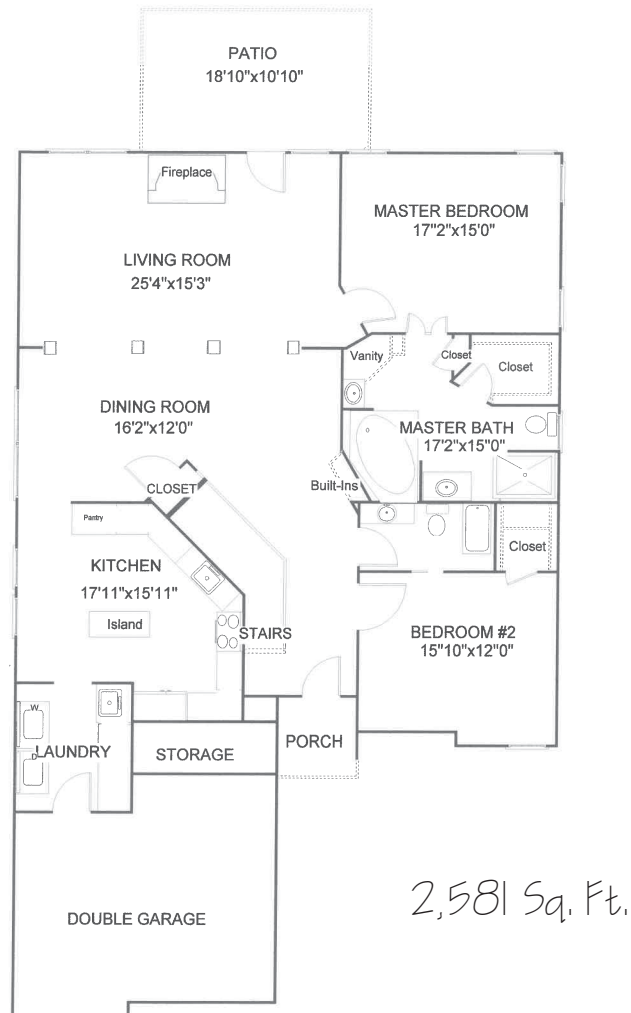 PATIO
18'10"x10'10"
Fireplace
MASTER BEDROOM
17"2"x15'0"
LIVING ROOM
25'4"x15'3"
Vanity
Closet
Closet
DINING ROOM
16'2"x12'0"
MASTER BATH
17'2"x15"0"
CLOSET
Built-Ins
Pantry
Closet
KITCHEN
17'11"x15'11"
Island
STAIRS
BEDROOM #2
15"10"x12"0"
W
LAUNDRY
D
STORAGE
PORCH
DOUBLE GARAGE
2,581 Sq. Ft.